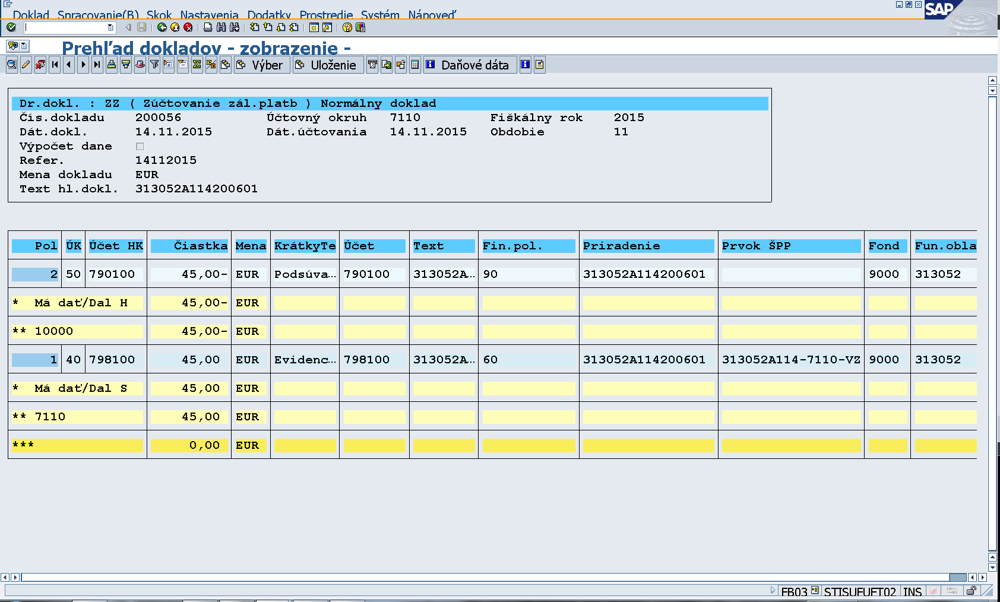 Doklad Spracovanie(B) Skok Nastavenia Dodatky Prostredie Systém Nápoveď
SAP
Prehľad dokladov - zobrazenie -
Výber Uloženie Daňové dáta
Dr.dokl. : ZZ ( Zúčtovanie zál.platb ) Normálny doklad
Čís.dokladu 200056 Účtovný okruh 7110 Fiškálny rok 2015
Dát.dokl. 14.11.2015 Dát.účtovania 14.11.2015 Obdobie 11
Výpočet dane
Refer. 14112015
Mena dokladu EUR
Text hl.dokl. 313052A114200601
Pol ÚK Účet HK Čiastka Mena KrátkyTe Účet Text Fin.pol. Priradenie Prvok ŠPP Fond Fun.obla
2 50 790100 45,00- EUR Podsúva… 790100 313052A… 90 313052A114200601 9000 313052
* Má dať/Dal H 45,00- EUR
** 10000 45,00- EUR
1 40 798100 45,00 EUR Evidenc… 798100 313052A… 60 313052A114200601 313052A114-7110-VZ 9000 313052
* Má dať/Dal S 45,00 EUR
** 7110 45,00 EUR
*** 0,00 EUR
FB03 STISUFUFT02 INS